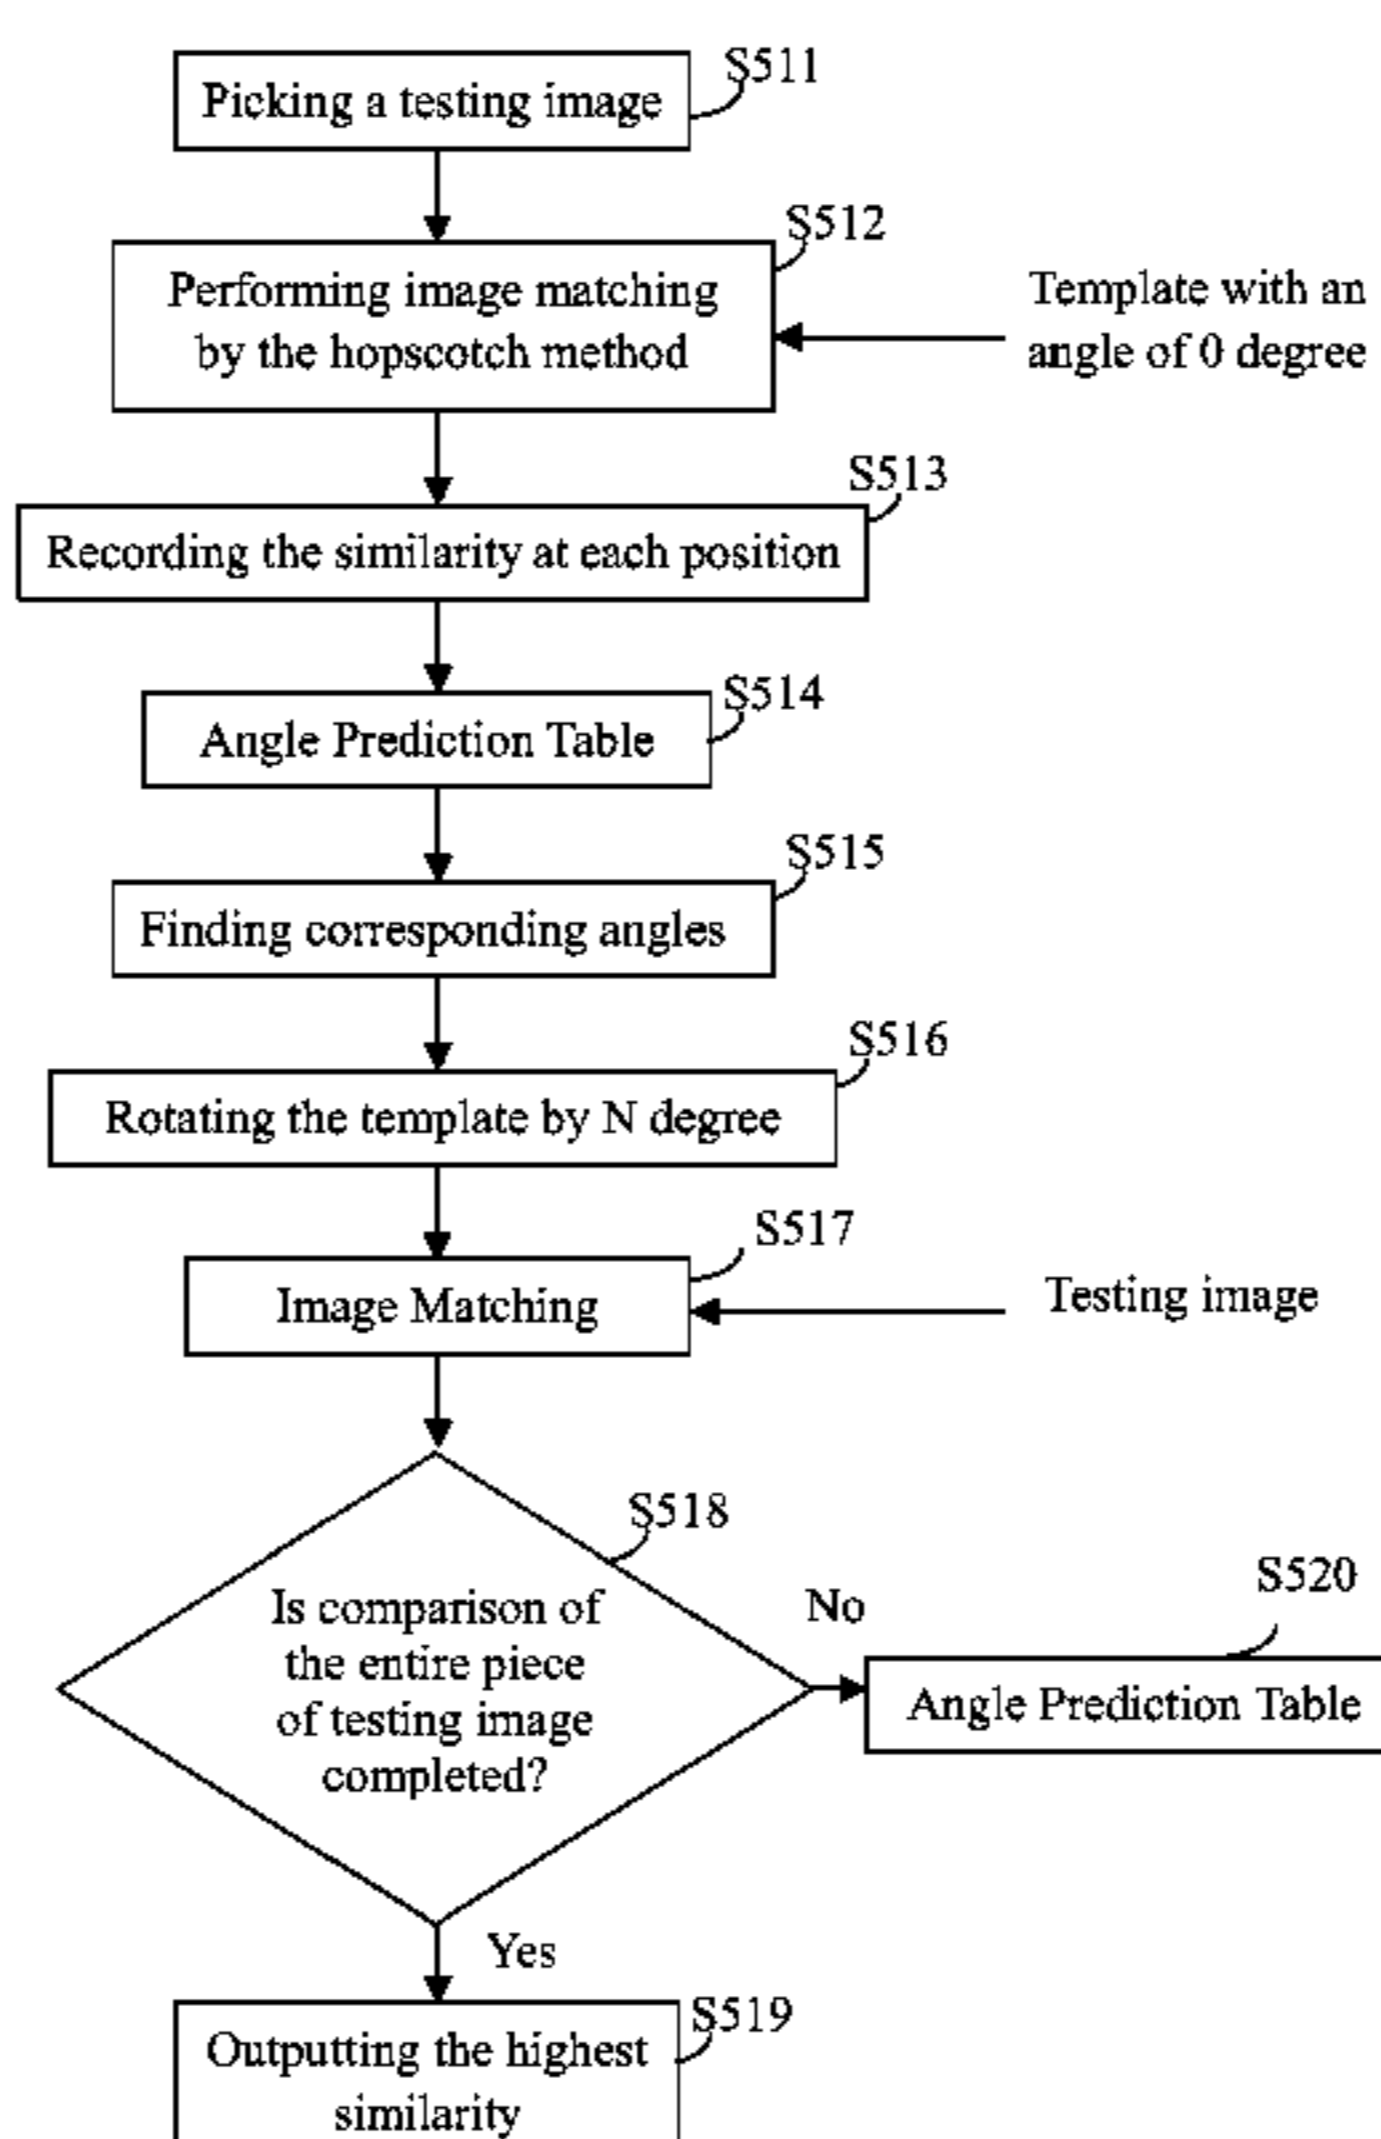 S511
Picking a testing image
S512
Performing image matching
by the hopscotch method
Template with an
angle of 0 degree
S513
Recording the similarity at each position
S514
Angle Prediction Table
S515
Finding corresponding angles
S516
Rotating the template by N degree
S517
Image Matching
Testing image
S518
Is comparison of
the entire piece
of testing image
completed?
No
S520
Angle Prediction Table
Yes
S519
Outputting the highest
similarity